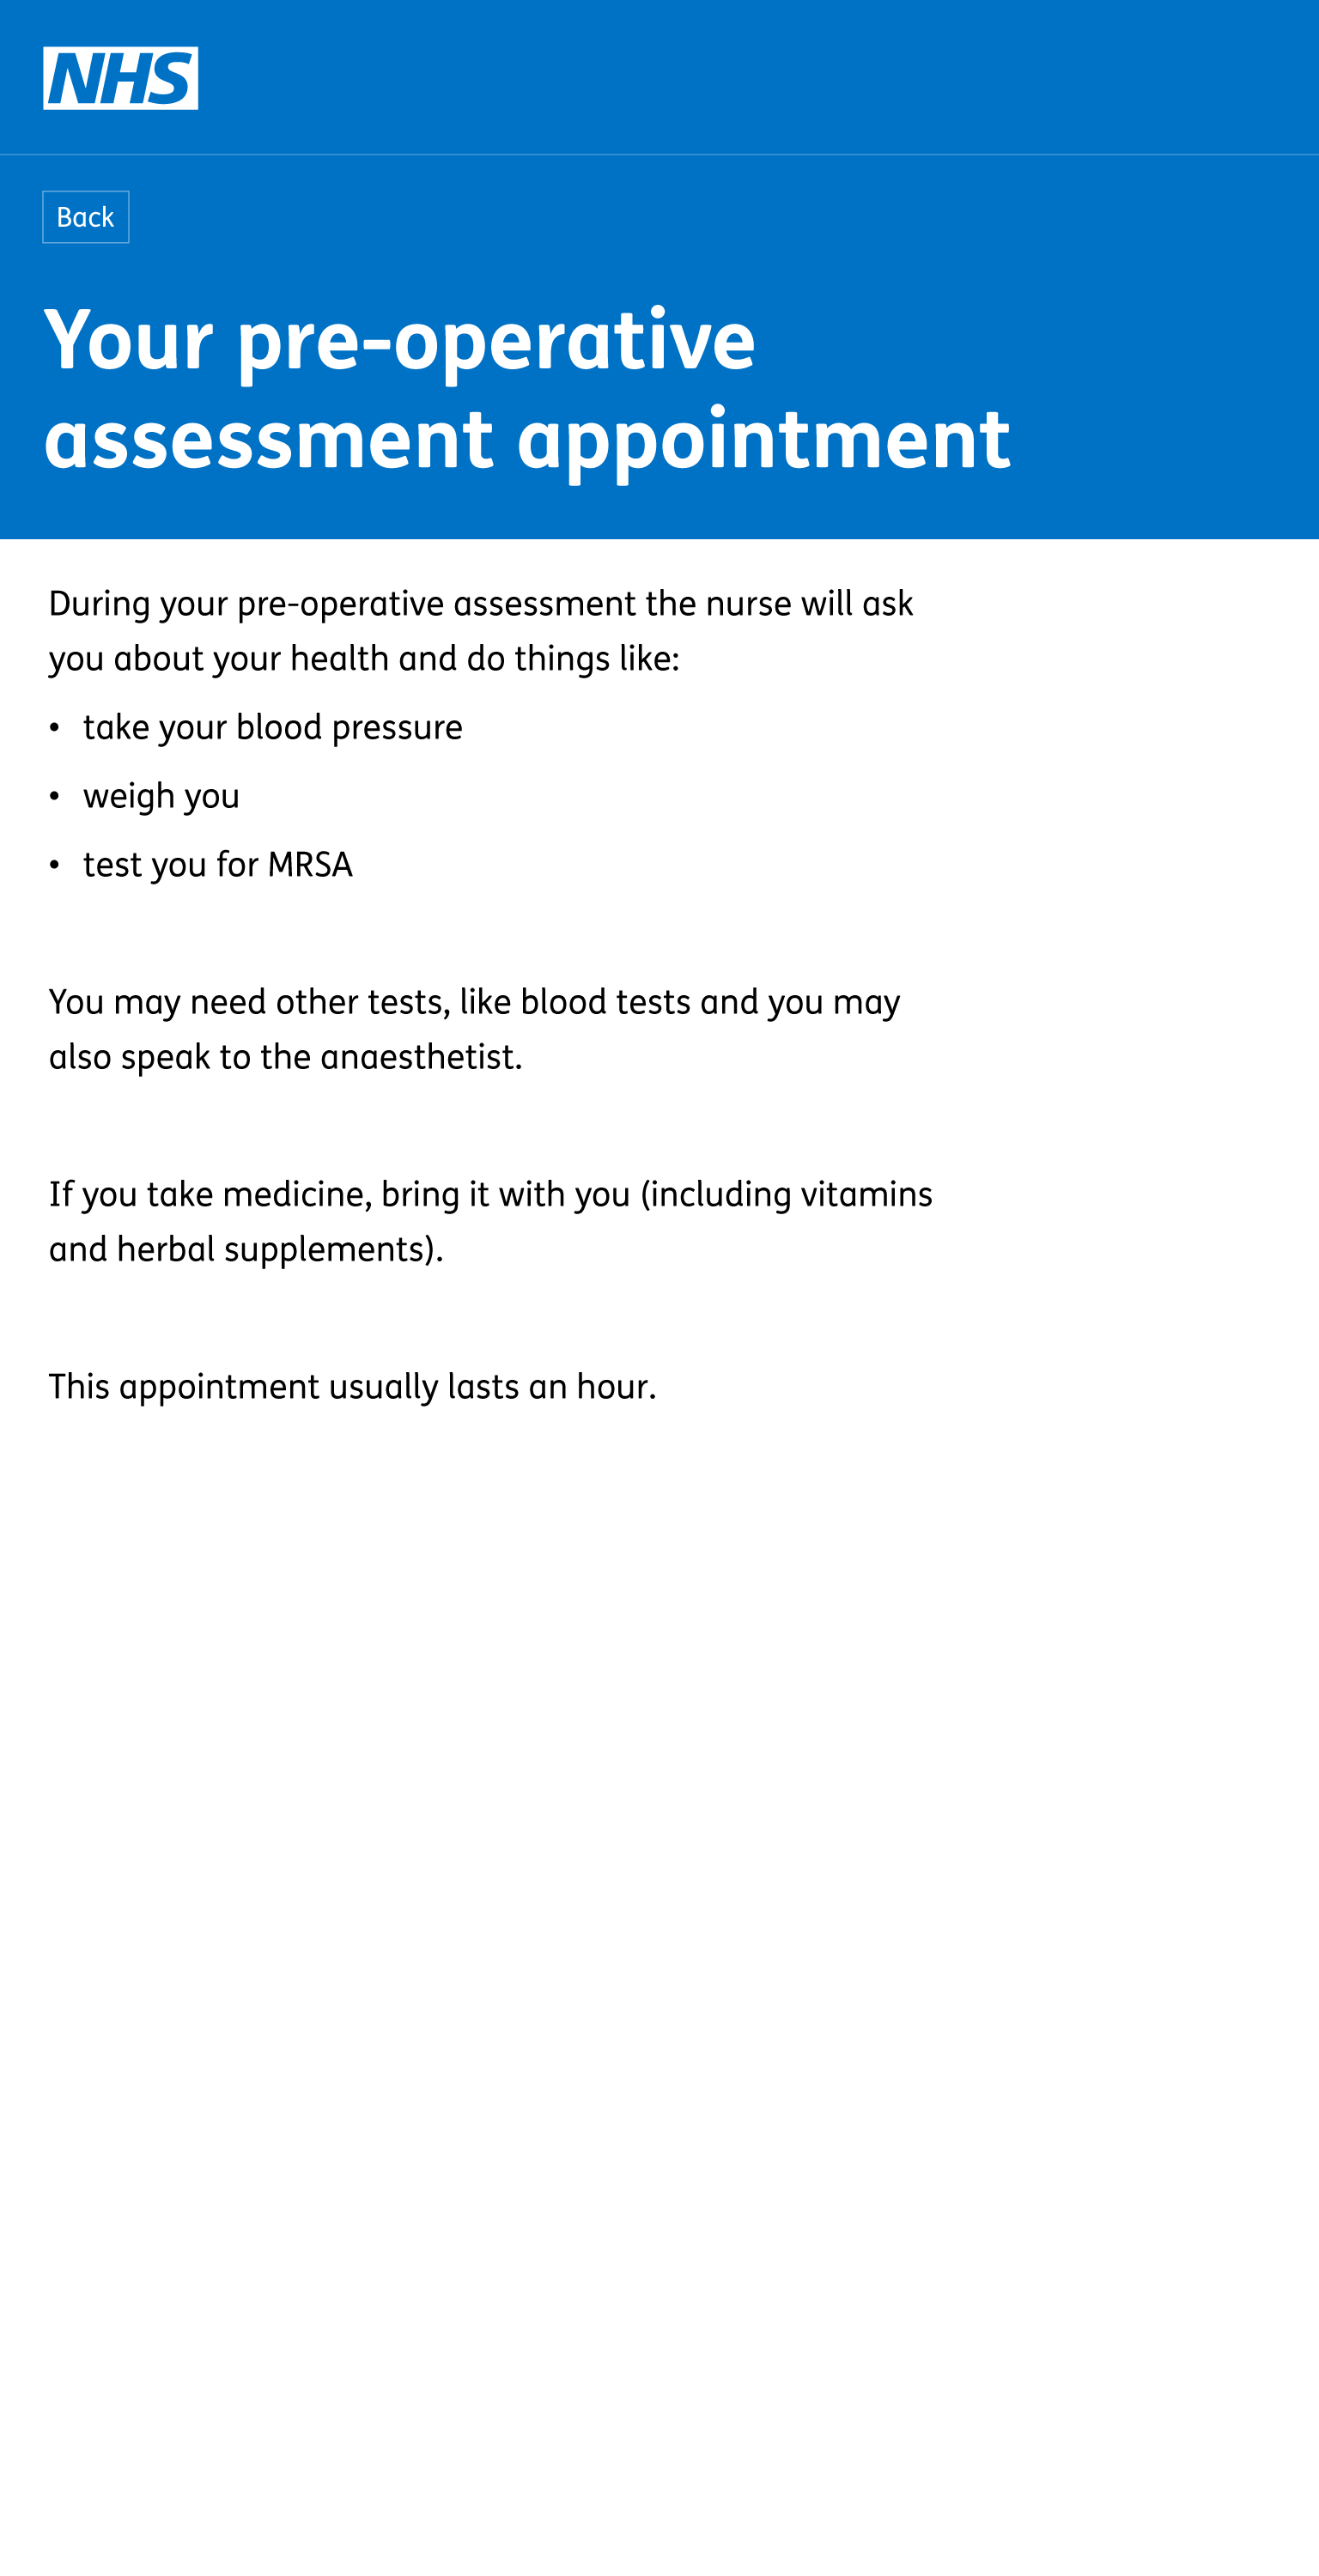 NHS
Back
Your pre-operative
assessment appointment
During your pre-operative assessment the nurse will ask
you about your health and do things like:
• take your blood pressure
• weigh you
• test you for MRSA
You may need other tests, like blood tests and you may
also speak to the anaesthetist.
If you take medicine, bring it with you (including vitamins
and herbal supplements).
This appointment usually lasts an hour.